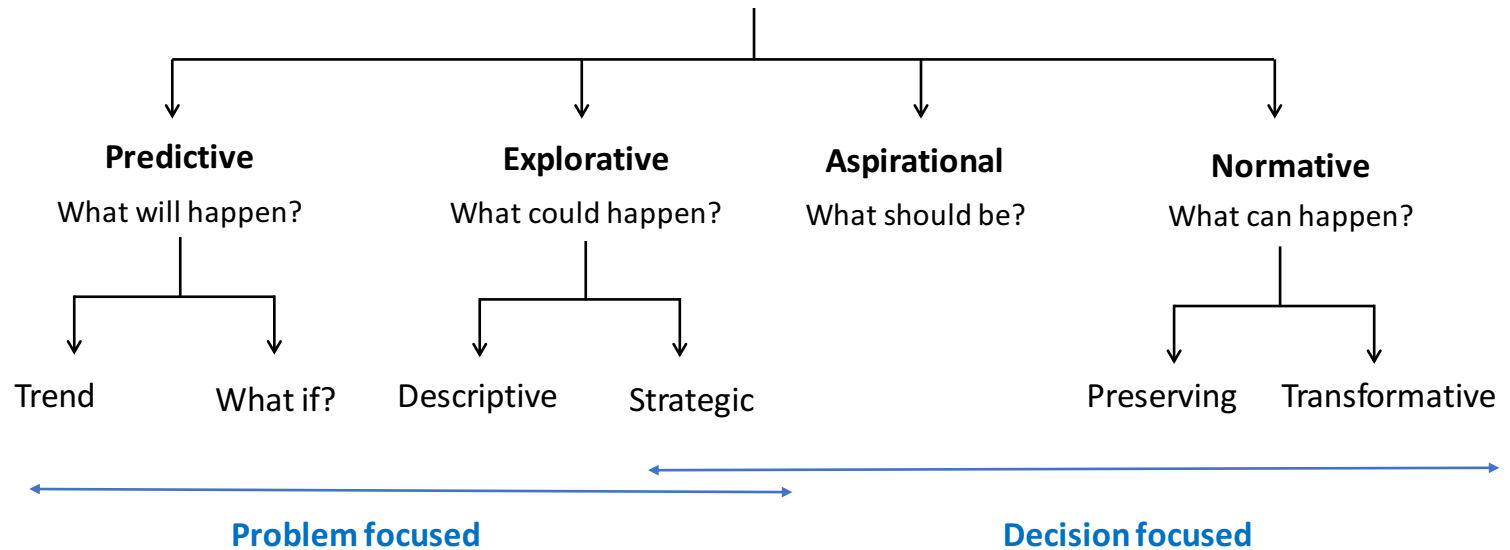 Predictive
Explorative
Aspirational
Normative
What will happen?
What could happen?
What should be?
What can happen?
Trend
What if?
Descriptive
Strategic
Preserving
Transformative
Problem focused
Decision focused